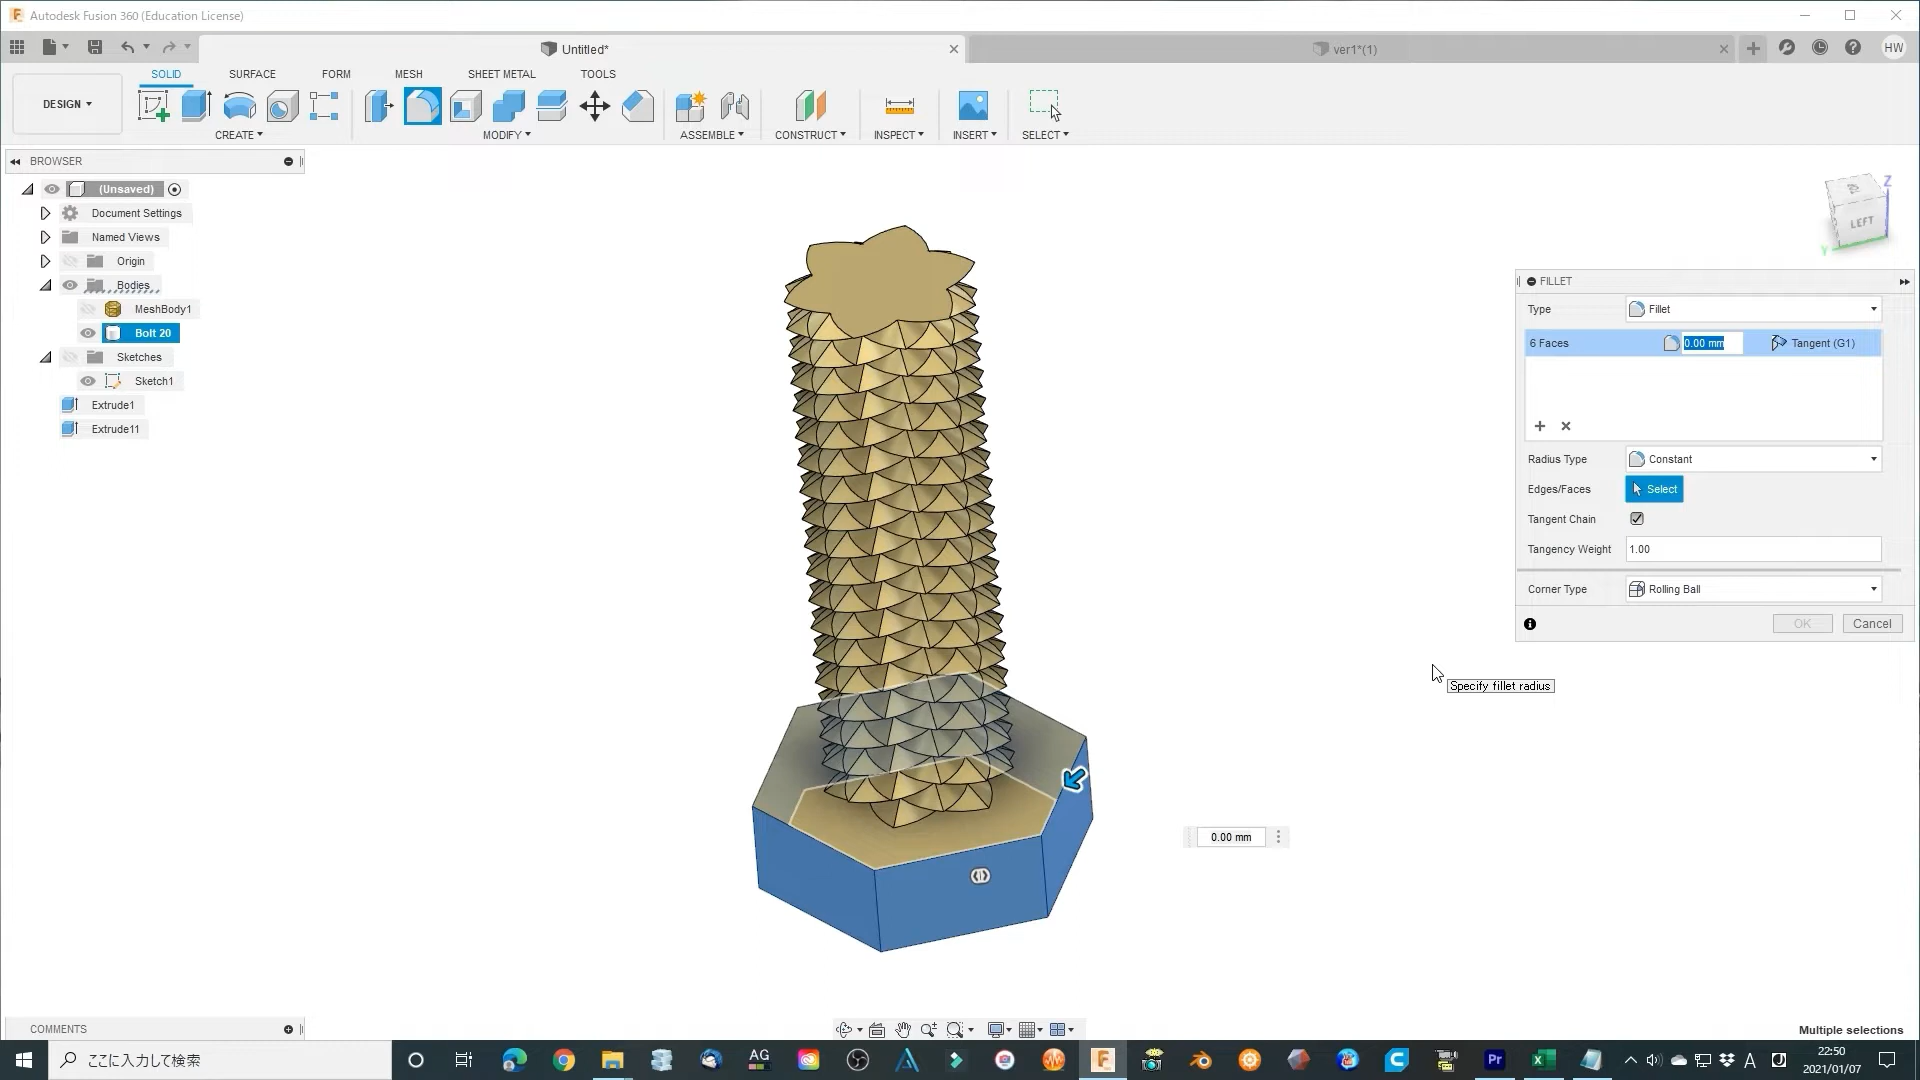 Autodesk Fusion 360 (Education License)
Untitled*
ver1*(1)
HW
DESIGN
SOLID
SURFACE
FORM
MESH
SHEET METAL
TOOLS
CREATE
MODIFY
ASSEMBLE
CONSTRUCT
INSPECT
INSERT
SELECT
BROWSER
(Unsaved)
Document Settings
Named Views
Origin
Bodies
MeshBody1
Bolt 20
Sketches
Sketch1
Extrude1
Extrude11
Z
LEFT
Y
FILLET
Type
Fillet
6 Faces
0.00 mm
Tangent (G1)
Radius Type
Constant
Edges/Faces
Select
Tangent Chain
Tangency Weight
1.00
Corner Type
Rolling Ball
OK
Cancel
Specify fillet radius
0.00 mm
COMMENTS
Multiple selections
ここに入力して検索
AG
Pr
A
22:50
2021/01/07